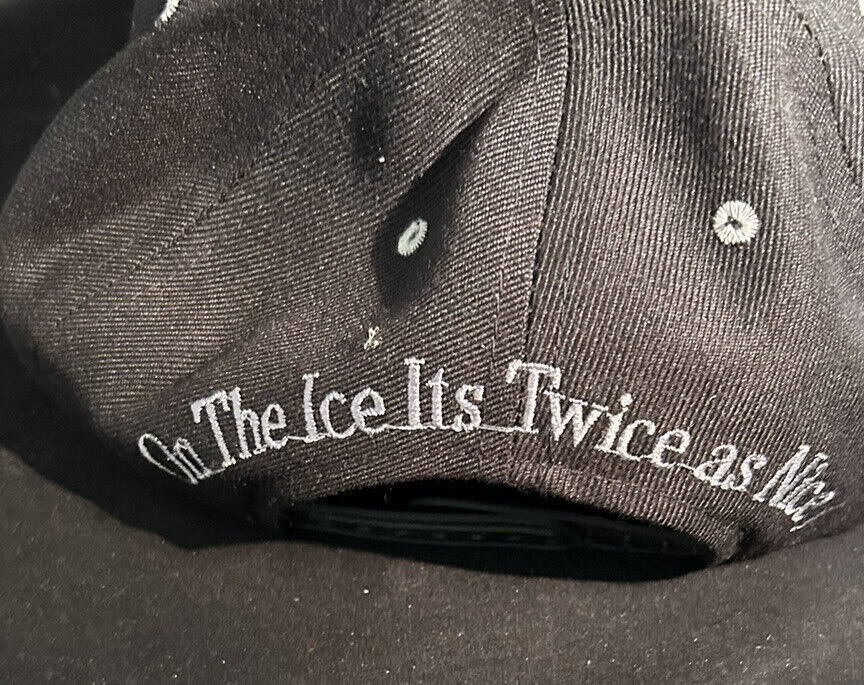 On The Ice Its Twice as Nice!